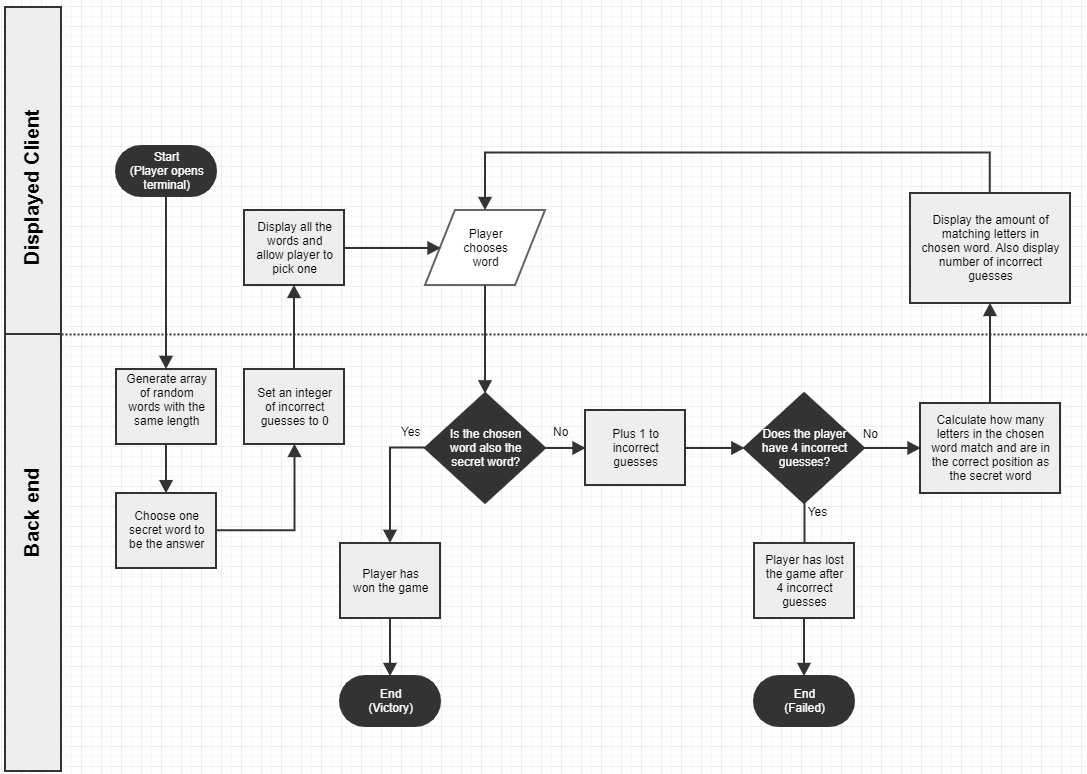 Displayed Client
Start
(Player opens
terminal)
Display all the
words and
allow player to
pick one
Player
chooses
word
Display the amount of
matching letters in
chosen word. Also display
number of incorrect
guesses
Back end
Generate array
of random
words with the
same length
Choose one
secret word to
be the answer
Set an integer
of incorrect
guesses to 0
Is the chosen
word also the
secret word?
Yes
No
Player has
won the game
End
(Victory)
Plus 1 to
incorrect
guesses
Does the player
have 4 incorrect
guesses?
No
Yes
Player has lost
the game after
4 incorrect
guesses
End
(Failed)
Calculate how many
letters in the chosen
word match and are in
the correct position as
the secret word